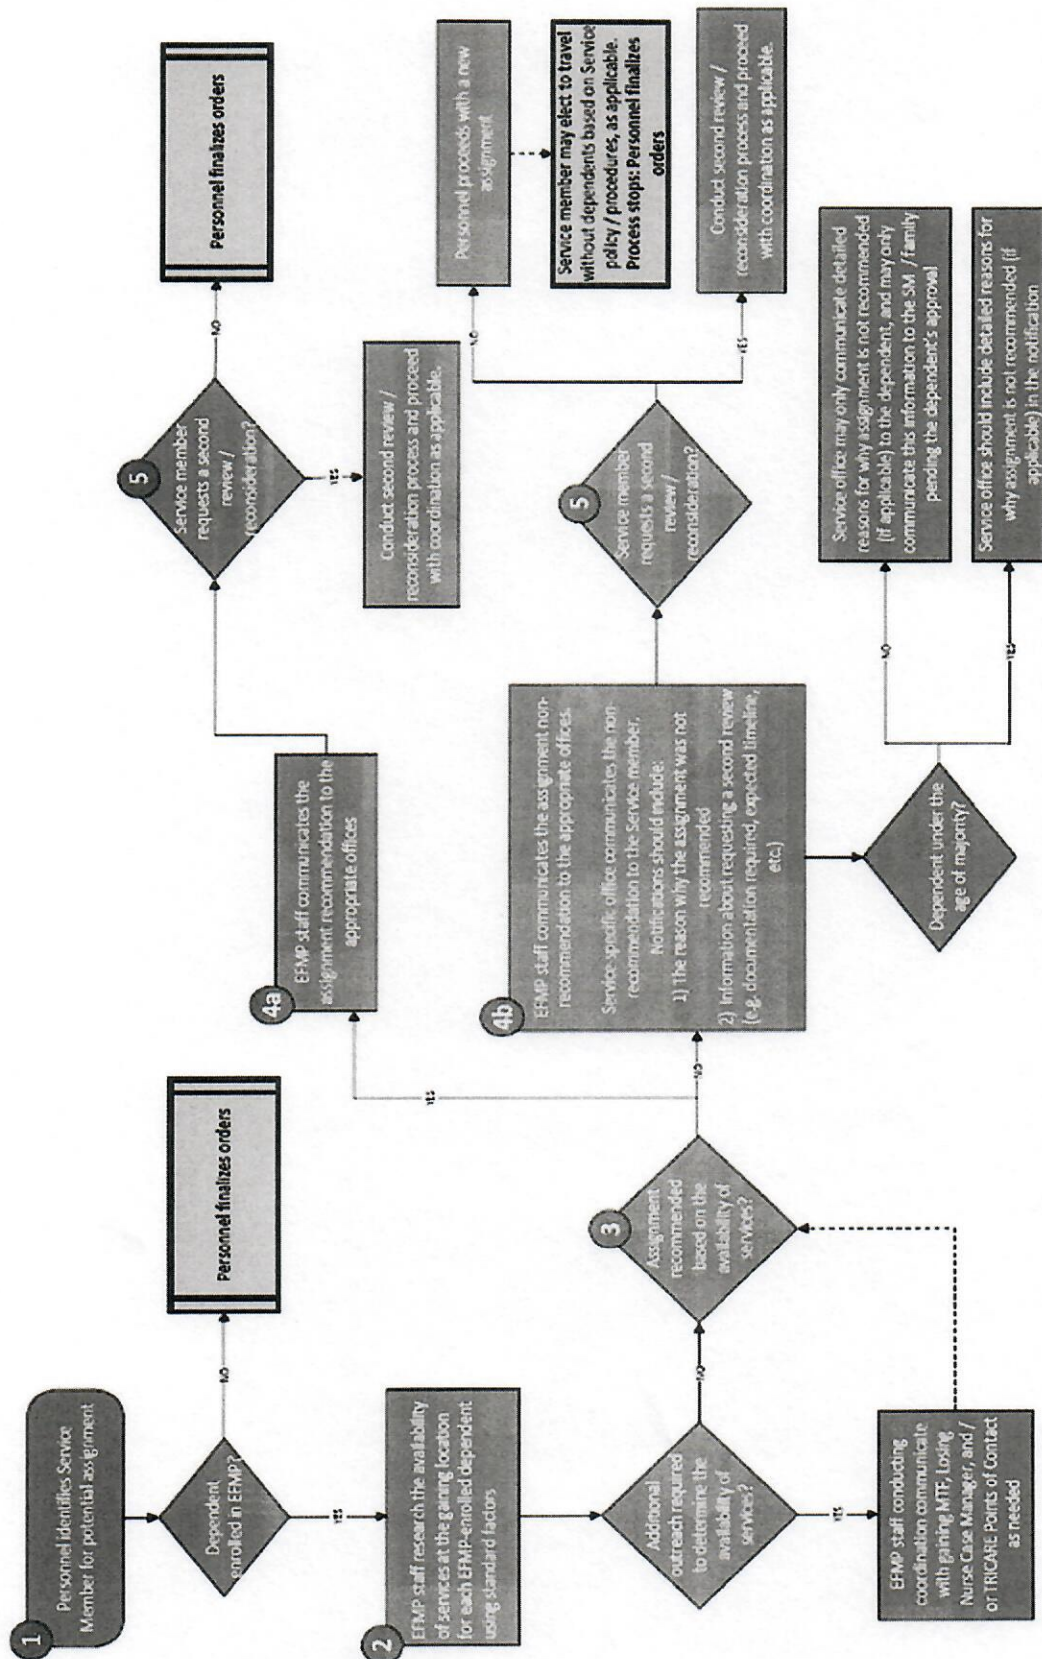 1
Personnel Identifies Service
Member for potential assignment
Dependent
enrolled in EFMP?
NO
Personnel finalizes orders
YES
2
EFMP staff research the availability
of services at the gaining location
for each EFMP-enrolled dependent
using standard factors
Additional
outreach required
to determine the
availability of
services?
NO
YES
EFMP staff conducting
coordination communicate
with gaining MTF, Losing
Nurse Case Manager, and /
or TRICARE Points of Contact
as needed
3
Assignment
recommended
based on the
availability of
services?
YES
NO
4a
EFMP staff communicates the
assignment recommendation to the
appropriate offices
5
Service member
requests a second
review /
reconsideration?
NO
Personnel finalizes orders
YES
Conduct second review /
reconsideration process and proceed
with coordination as applicable.
4b
EFMP staff communicates the assignment non-
recommendation to the appropriate offices.
Service-specific office communicates the non-
recommendation to the Service member,
Notifications should include:
1) The reason why the assignment was not
recommended
2) Information about requesting a second review
(e.g. documentation required, expected timeline,
etc.)
5
Service member
requests a second
review /
reconsideration?
NO
Personnel proceeds with a new
assignment
Service member may elect to travel
without dependents based on Service
policy / procedures, as applicable.
Process stops: Personnel finalizes
orders
YES
Conduct second review /
reconsideration process and proceed
with coordination as applicable.
Dependent under the
age of majority?
NO
Service office may only communicate detailed
reasons for why assignment is not recommended
(if applicable) to the dependent, and may only
communicate this information to the SM / family
pending the dependent's approval
YES
Service office should include detailed reasons for
why assignment is not recommended (if
applicable) in the notification